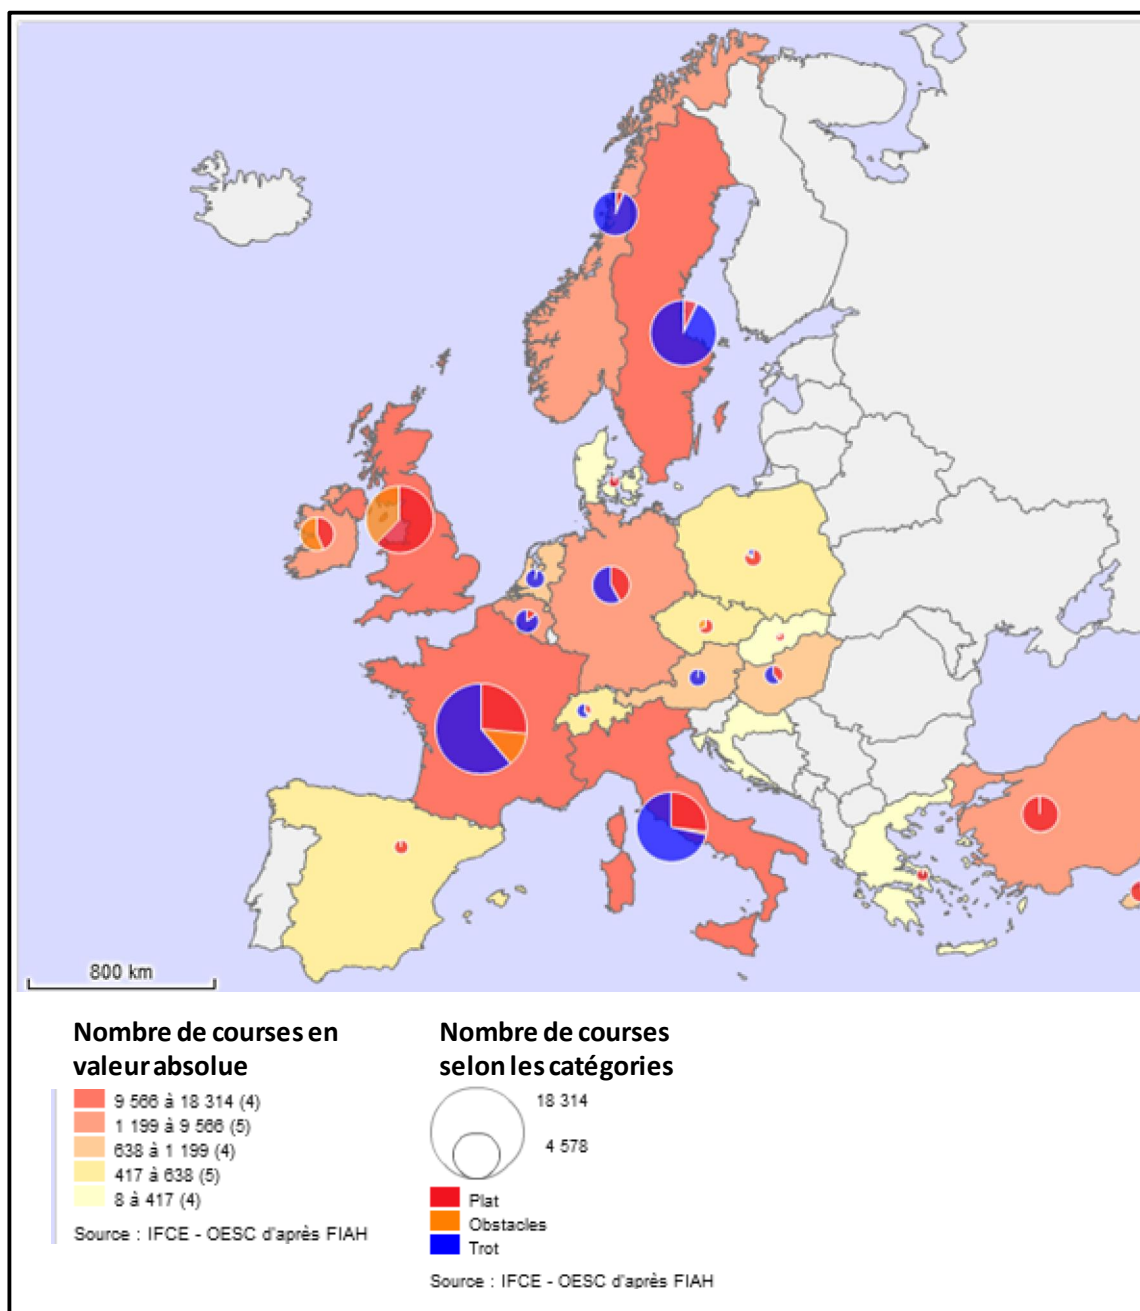 800 km
Nombre de courses en
valeur absolue
9 566 à 18 314 (4)
1 199 à 9 566 (5)
638 à 1 199 (4)
417 à 638 (5)
8 à 417 (4)
Source : IFCE - OESC d'après FIAH
Nombre de courses
selon les catégories
18 314
4 578
Plat
Obstacles
Trot
Source : IFCE - OESC d'après FIAH